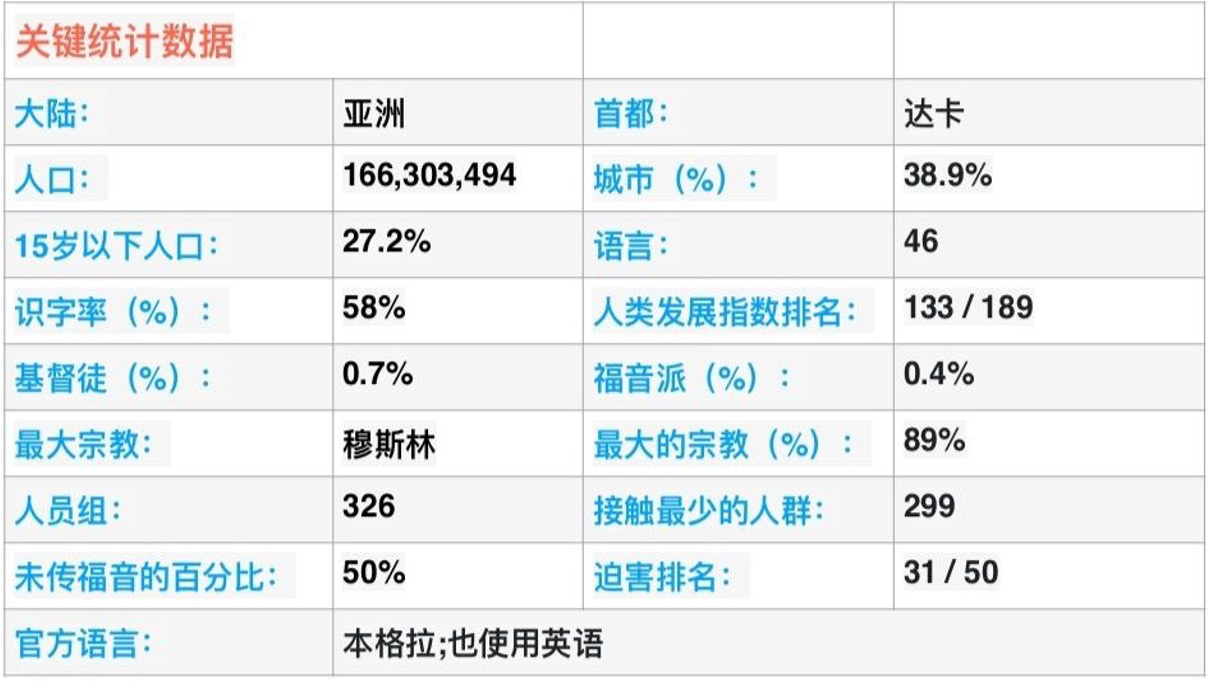 关键统计数据
大陆： 亚洲 首都： 达卡
人口： 166,303,494 城市（%）： 38.9%
15岁以下人口： 27.2% 语言： 46
识字率（%）： 58% 人类发展指数排名： 133 / 189
基督徒（%）： 0.7% 福音派（%）： 0.4%
最大宗教： 穆斯林 最大的宗教（%）： 89%
人员组： 326 接触最少的人群： 299
未传福音的百分比： 50% 迫害排名： 31 / 50
官方语言： 本格拉;也使用英语